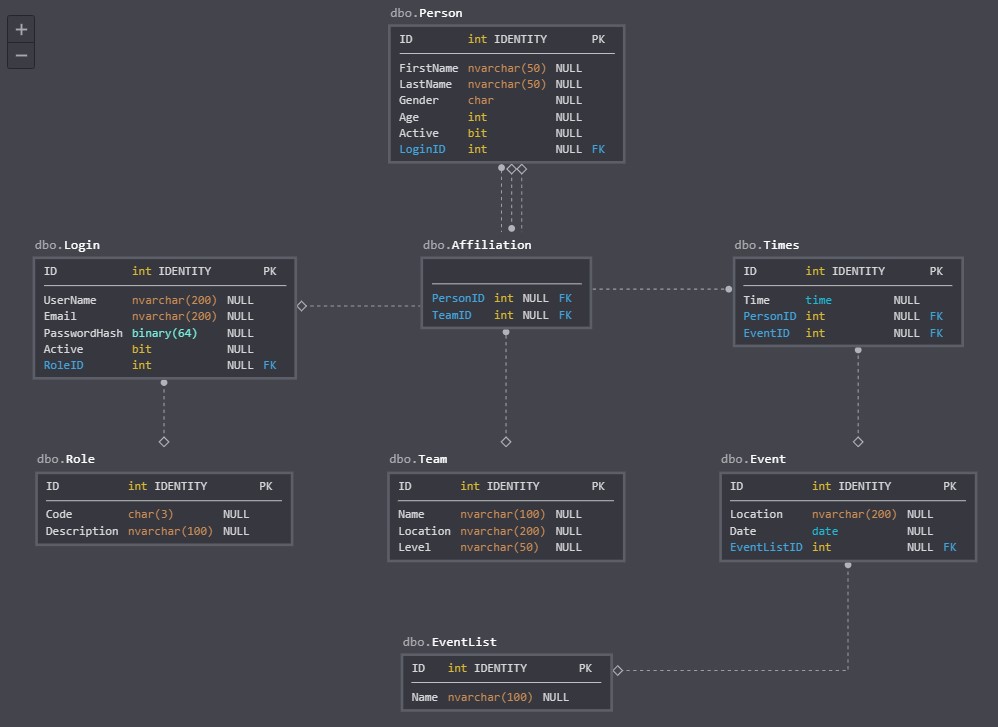 +
−
dbo.Person
ID int IDENTITY PK
FirstName nvarchar(50) NULL
LastName nvarchar(50) NULL
Gender char NULL
Age int NULL
Active bit NULL
LoginID int NULL FK
dbo.Login
ID int IDENTITY PK
UserName nvarchar(200) NULL
Email nvarchar(200) NULL
PasswordHash binary(64) NULL
Active bit NULL
RoleID int NULL FK
dbo.Affiliation
PersonID int NULL FK
TeamID int NULL FK
dbo.Times
ID int IDENTITY PK
Time time NULL
PersonID int NULL FK
EventID int NULL FK
dbo.Role
ID int IDENTITY PK
Code char(3) NULL
Description nvarchar(100) NULL
dbo.Team
ID int IDENTITY PK
Name nvarchar(100) NULL
Location nvarchar(200) NULL
Level nvarchar(50) NULL
dbo.Event
ID int IDENTITY PK
Location nvarchar(200) NULL
Date date NULL
EventListID int NULL FK
dbo.EventList
ID int IDENTITY PK
Name nvarchar(100) NULL